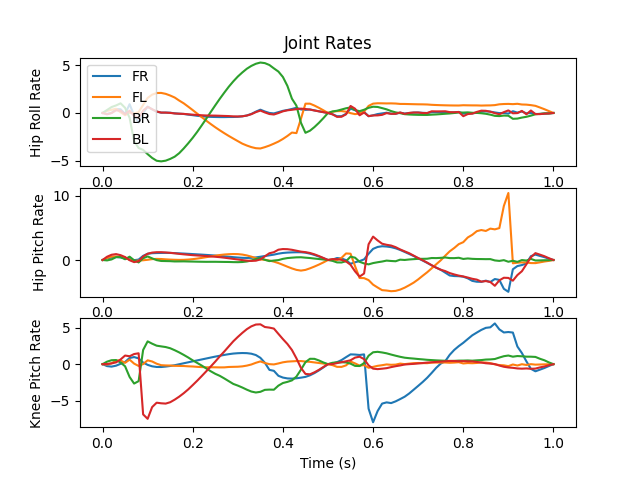 Joint Rates
Hip Roll Rate
5
0
−5
FR
FL
BR
BL
0.0 0.2 0.4 0.6 0.8 1.0
Hip Pitch Rate
10
0
0.0 0.2 0.4 0.6 0.8 1.0
Knee Pitch Rate
5
0
−5
0.0 0.2 0.4 0.6 0.8 1.0
Time (s)